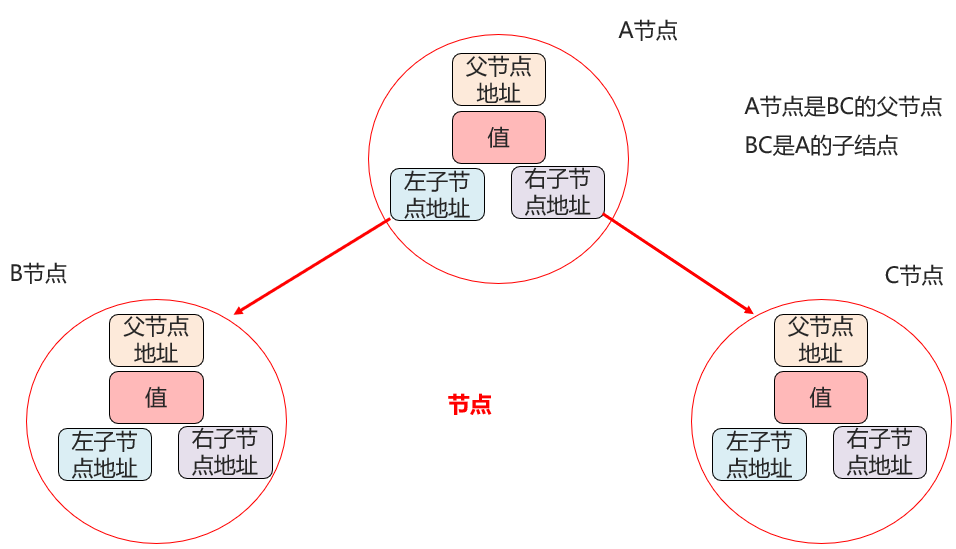 A节点
父节点
地址
值
左子节
点地址
右子节
点地址
A节点是BC的父节点
BC是A的子结点
B节点
父节点
地址
值
左子节
点地址
右子节
点地址
节点
C节点
父节点
地址
值
左子节
点地址
右子节
点地址